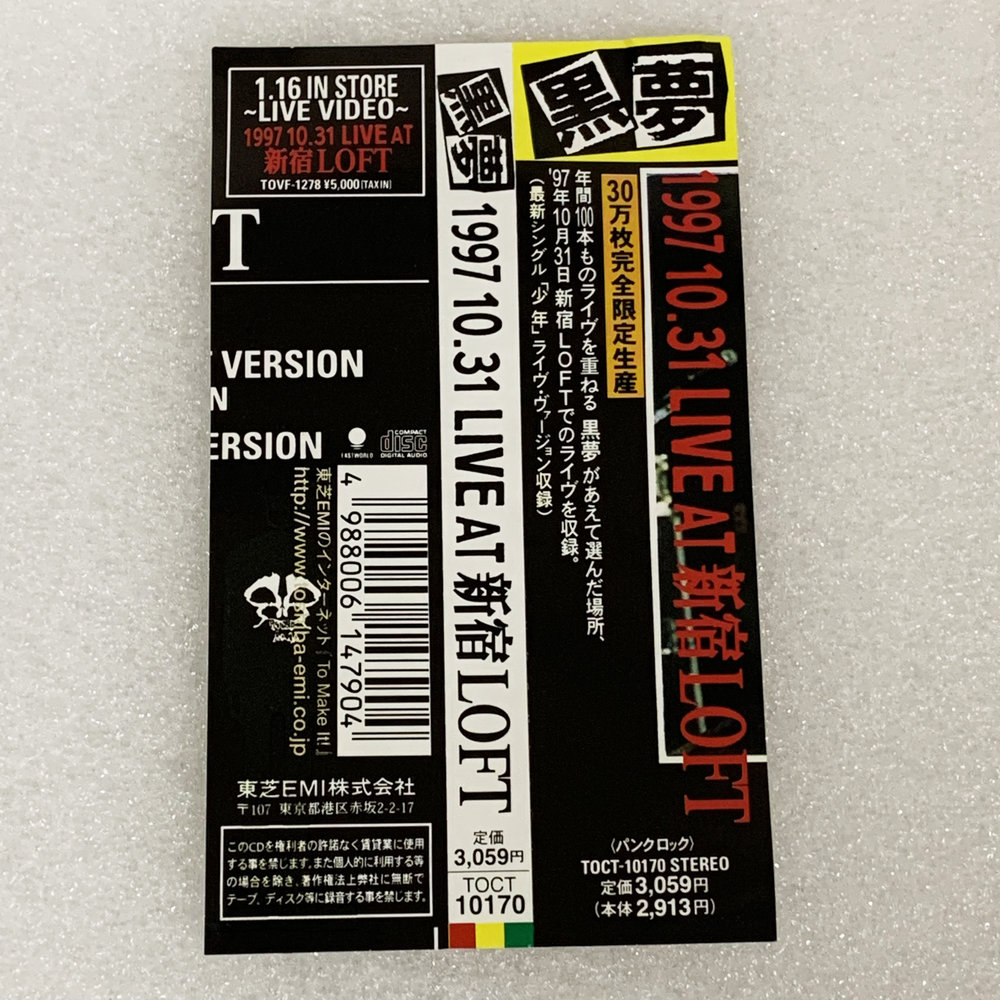 1.16 IN STORE
~LIVE VIDEO~
1997 10.31 LIVE AT
新宿LOFT
TOVF-1278 ¥5,000(TAX IN)
T
VERSION
N
ERSION
LASTWORLD
COMPACT
disc
DIGITAL AUDIO
4 988006 147904
東芝EMIのインターネット『To Make It!』
http://www.toshiba-emi.co.jp
東芝EMI株式会社
〒107 東京都港区赤坂2-2-17
このCDを権利者の許諾なく賃貸業に使用
する事を禁じます。また個人的に利用する等
の場合を除き、著作権法上弊社に無断で
テープ、ディスク等に録音する事を禁じます。
黒夢
1997 10.31 LIVE AT 新宿LOFT
定価
3,059円
TOCT
10170
黒夢
1997 10.31 LIVE AT 新宿LOFT
30万枚完全限定生産
年間100本ものライヴを重ねる 黒夢 があえて選んだ場所、
'97年10月31日 新宿LOFTでのライヴを収録。
(最新シングル「少年」ライヴ・ヴァージョン収録)
〈パンクロック〉
TOCT-10170 STEREO
定価3,059円
(本体2,913円)